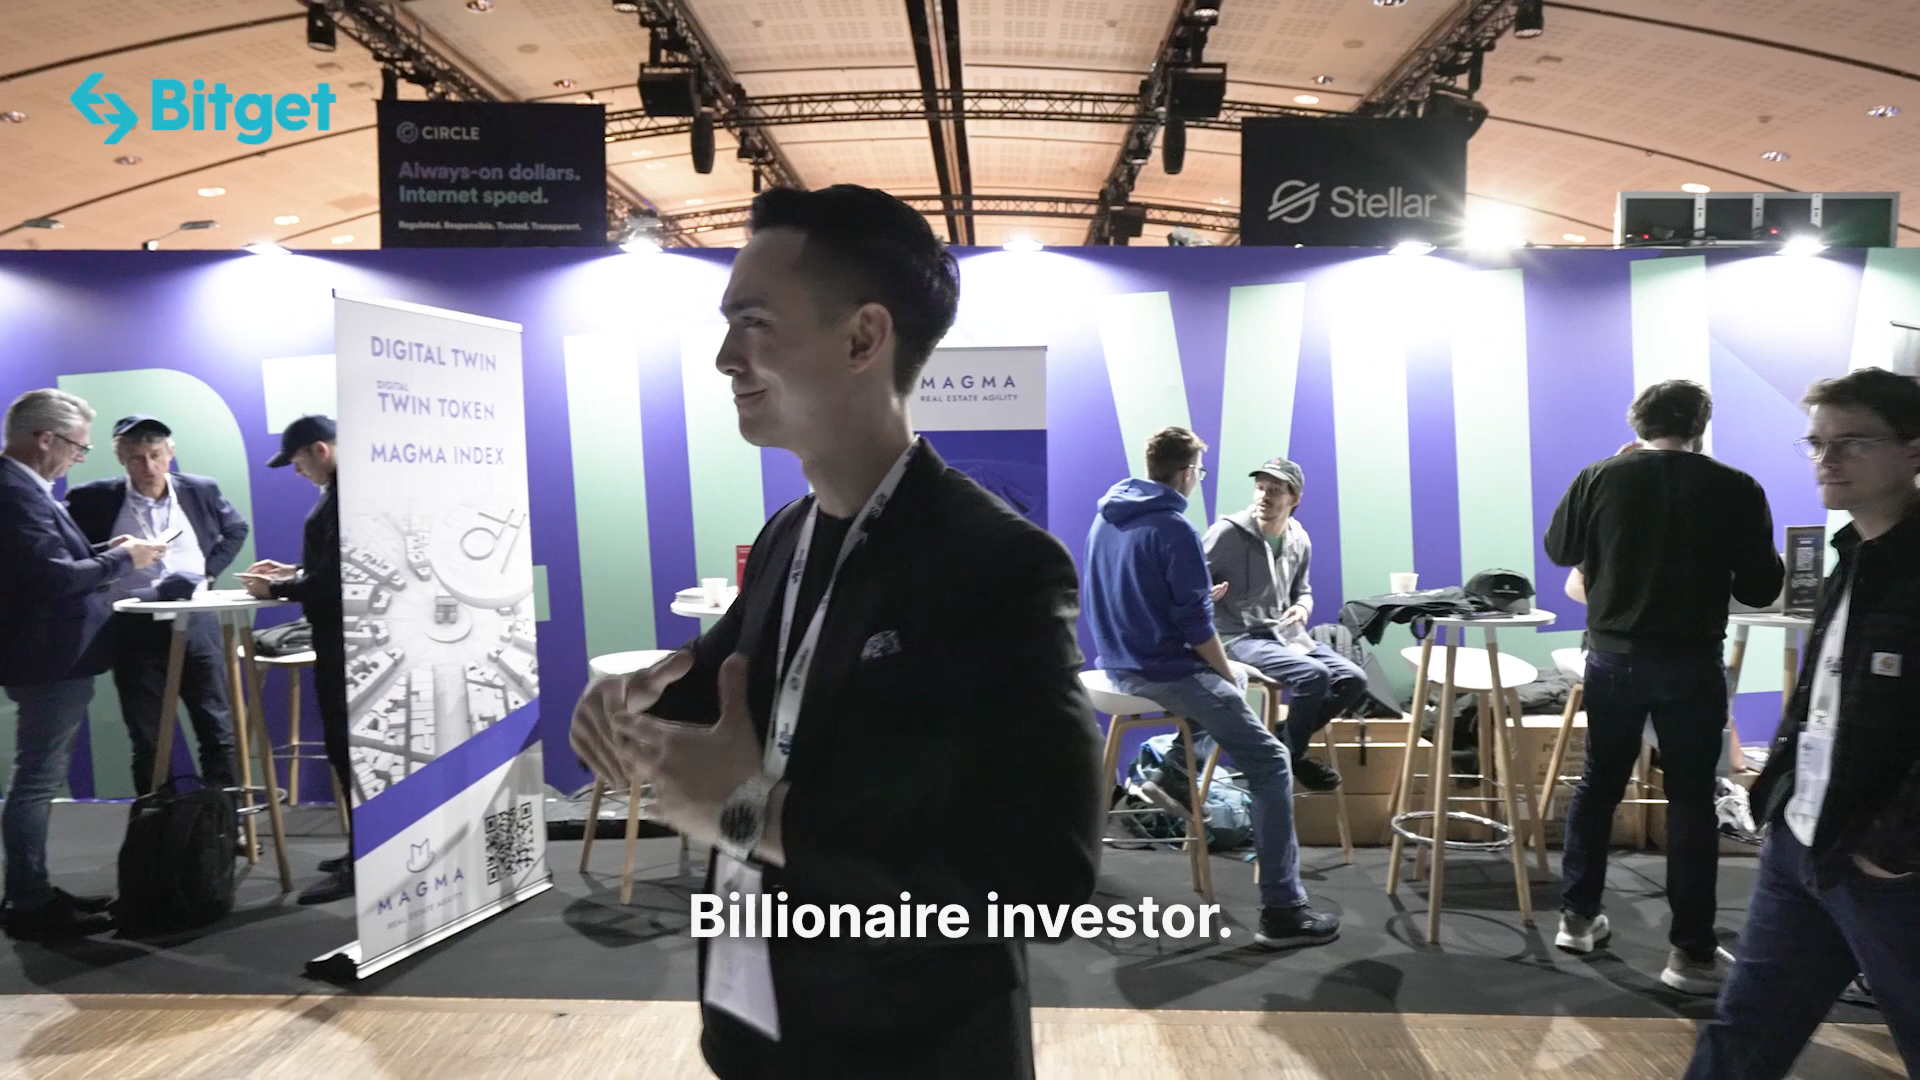 Bitget
CIRCLE
Always-on dollars.
Internet speed.
Regulated. Responsible. Trusted. Transparent.
Stellar
DIGITAL TWIN
DIGITAL
TWIN TOKEN
MAGMA INDEX
MAGMA
REAL ESTATE AGILITY
MAGMA
REAL ESTATE AGILITY
Billionaire investor.